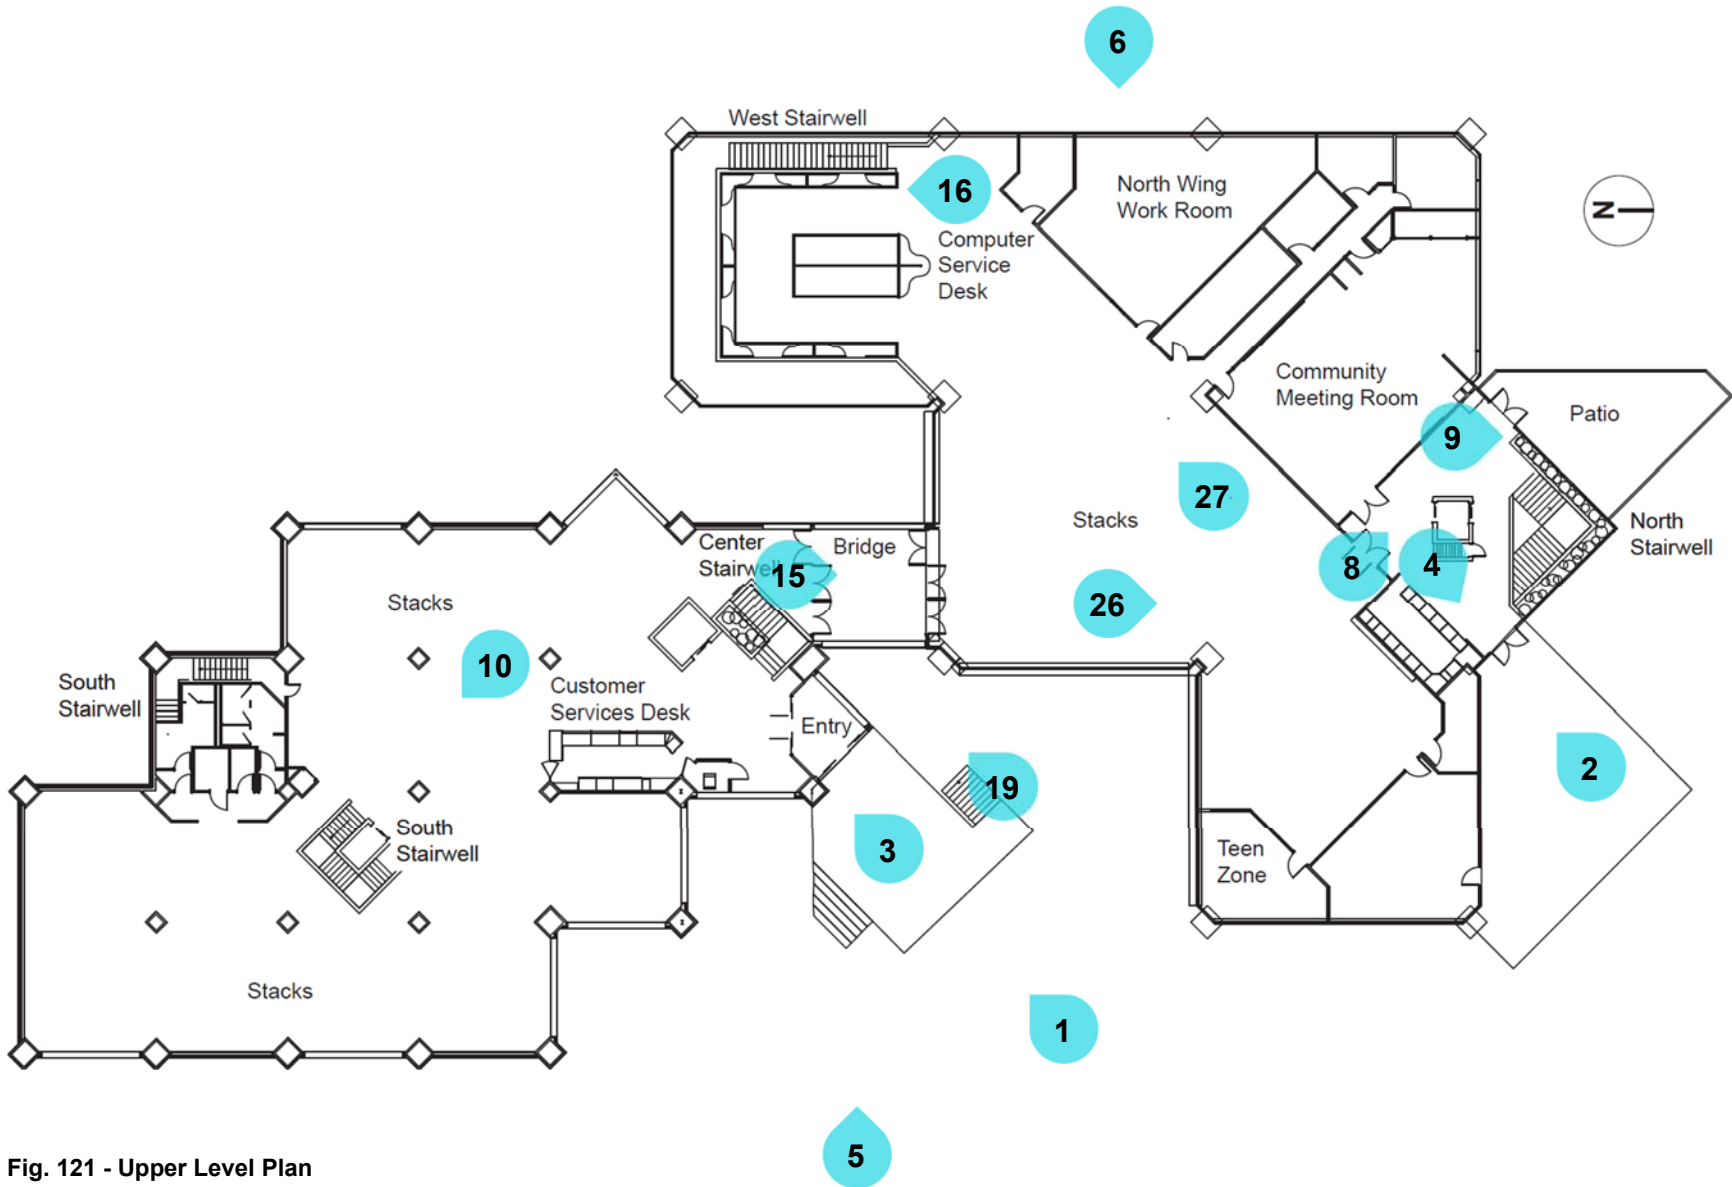 6
West Stairwell
16
North Wing
Work Room
N
Computer
Service
Desk
Community
Meeting Room
9
Patio
27
Stacks
North
Stairwell
Center
Stairwell
15
Bridge
8
4
Stacks
26
10
South
Stairwell
Customer
Services Desk
Entry
19
2
South
Stairwell
3
Teen
Zone
Stacks
1
5
Fig. 121 - Upper Level Plan